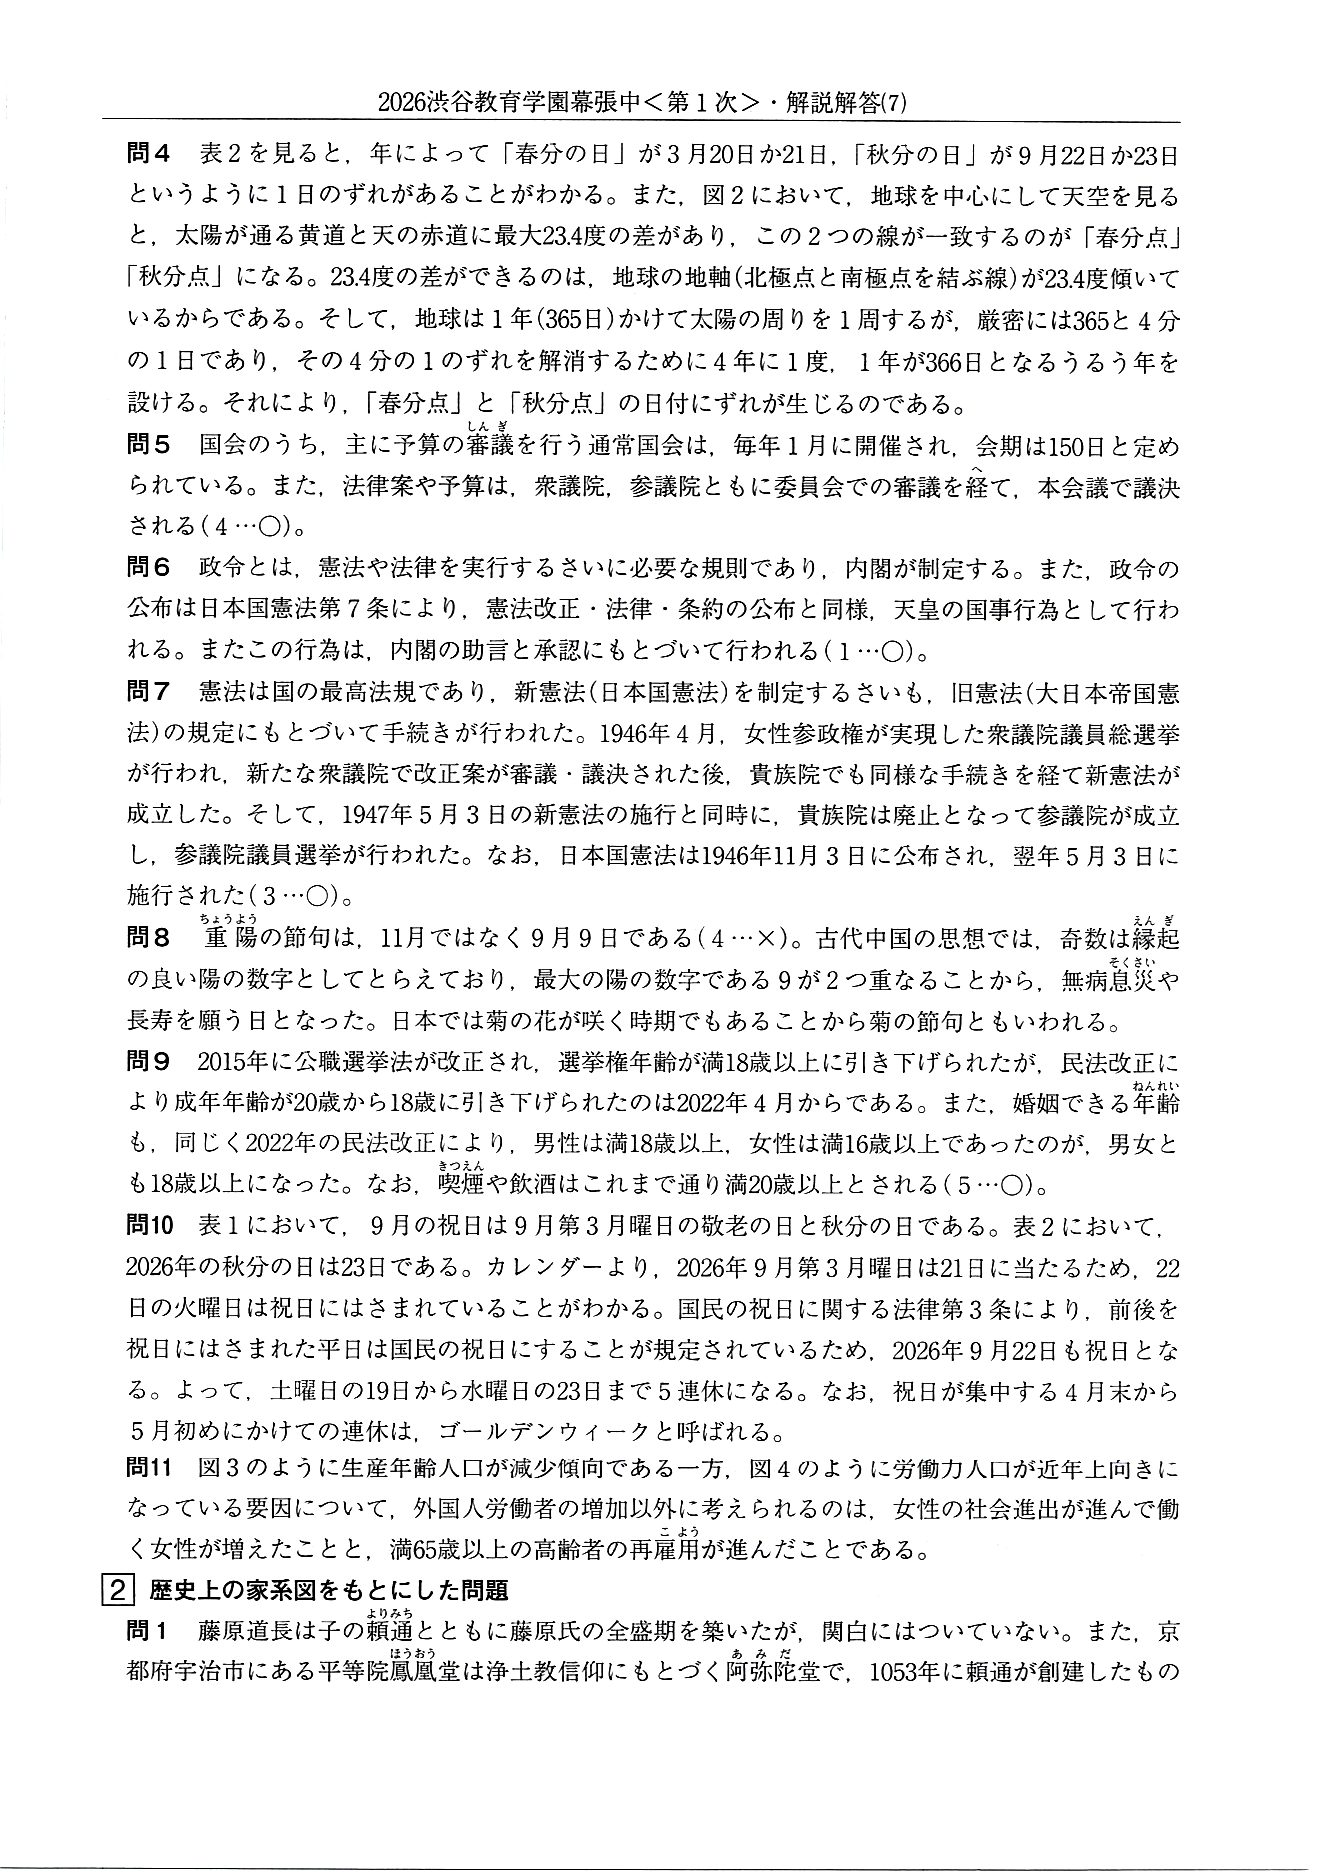 2026渋谷教育学園幕張中＜第１次＞・解説解答(7)
問４　表２を見ると，年によって「春分の日」が３月20日か21日，「秋分の日」が９月22日か23日
というように１日のずれがあることがわかる。また，図２において，地球を中心にして天空を見る
と，太陽が通る黄道と天の赤道に最大23.4度の差があり，この２つの線が一致するのが「春分点」
「秋分点」になる。23.4度の差ができるのは，地球の地軸(北極点と南極点を結ぶ線)が23.4度傾いて
いるからである。そして，地球は１年(365日)かけて太陽の周りを１周するが，厳密には365と４分
の１日であり，その４分の１のずれを解消するために４年に１度，１年が366日となるうるう年を
設ける。それにより，「春分点」と「秋分点」の日付にずれが生じるのである。
しんぎ
問５　国会のうち，主に予算の審議を行う通常国会は，毎年１月に開催され，会期は150日と定め
へ
られている。また，法律案や予算は，衆議院，参議院ともに委員会での審議を経て，本会議で議決
される(４…○)。
問６　政令とは，憲法や法律を実行するさいに必要な規則であり，内閣が制定する。また，政令の
公布は日本国憲法第７条により，憲法改正・法律・条約の公布と同様，天皇の国事行為として行わ
れる。またこの行為は，内閣の助言と承認にもとづいて行われる(１…○)。
問７　憲法は国の最高法規であり，新憲法(日本国憲法)を制定するさいも，旧憲法(大日本帝国憲
法)の規定にもとづいて手続きが行われた。1946年４月，女性参政権が実現した衆議院議員総選挙
が行われ，新たな衆議院で改正案が審議・議決された後，貴族院でも同様な手続きを経て新憲法が
成立した。そして，1947年５月３日の新憲法の施行と同時に，貴族院は廃止となって参議院が成立
し，参議院議員選挙が行われた。なお，日本国憲法は1946年11月３日に公布され，翌年５月３日に
施行された(３…○)。
ちょうよう　えんぎ
問８　重陽の節句は，11月ではなく９月９日である(４…×)。古代中国の思想では，奇数は縁起
そくさい
の良い陽の数字としてとらえており，最大の陽の数字である９が２つ重なることから，無病息災や
長寿を願う日となった。日本では菊の花が咲く時期でもあることから菊の節句ともいわれる。
問９　2015年に公職選挙法が改正され，選挙権年齢が満18歳以上に引き下げられたが，民法改正に
ねんれい
より成年年齢が20歳から18歳に引き下げられたのは2022年４月からである。また，婚姻できる年齢
も，同じく2022年の民法改正により，男性は満18歳以上，女性は満16歳以上であったのが，男女と
きつえん
も18歳以上になった。なお，喫煙や飲酒はこれまで通り満20歳以上とされる(５…○)。
問10　表１において，９月の祝日は９月第３月曜日の敬老の日と秋分の日である。表２において，
2026年の秋分の日は23日である。カレンダーより，2026年９月第３月曜日は21日に当たるため，22
日の火曜日は祝日にはさまれていることがわかる。国民の祝日に関する法律第３条により，前後を
祝日にはさまれた平日は国民の祝日にすることが規定されているため，2026年９月22日も祝日とな
る。よって，土曜日の19日から水曜日の23日まで５連休になる。なお，祝日が集中する４月末から
５月初めにかけての連休は，ゴールデンウィークと呼ばれる。
問11　図３のように生産年齢人口が減少傾向である一方，図４のように労働力人口が近年上向きに
なっている要因について，外国人労働者の増加以外に考えられるのは，女性の社会進出が進んで働
こよう
く女性が増えたことと，満65歳以上の高齢者の再雇用が進んだことである。
２　歴史上の家系図をもとにした問題
よりみち
問１　藤原道長は子の頼通とともに藤原氏の全盛期を築いたが，関白にはついていない。また，京
ほうおう　あみだ
都府宇治市にある平等院鳳凰堂は浄土教信仰にもとづく阿弥陀堂で，1053年に頼通が創建したもの